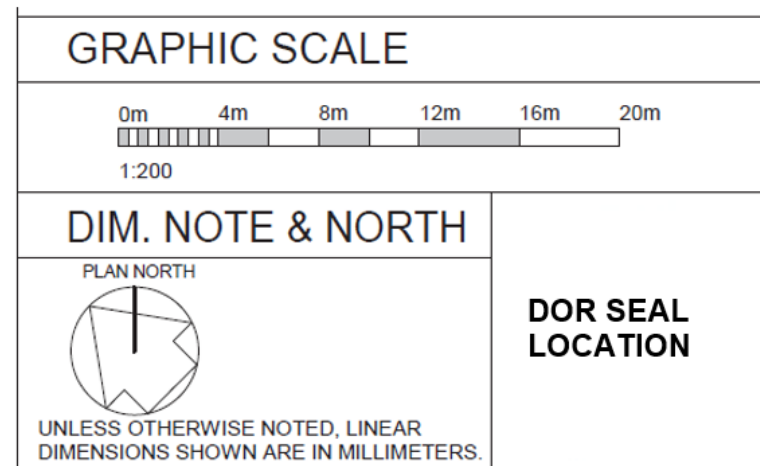 GRAPHIC SCALE
0m 4m 8m 12m 16m 20m
1:200
DIM. NOTE & NORTH
PLAN NORTH
UNLESS OTHERWISE NOTED, LINEAR
DIMENSIONS SHOWN ARE IN MILLIMETERS.
DOR SEAL
LOCATION